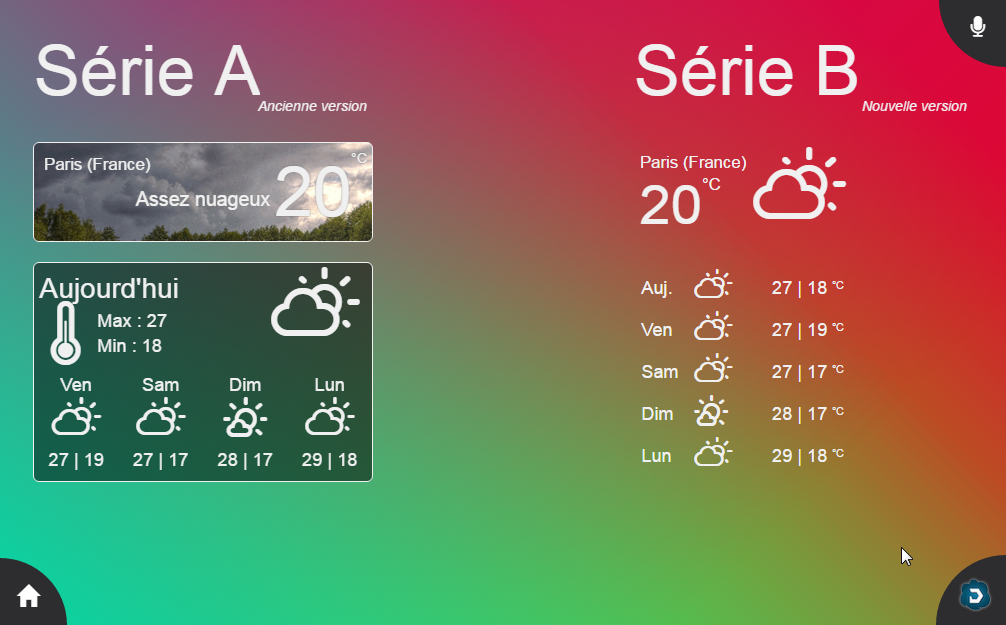 Série A
Ancienne version
Paris (France)
Assez nuageux 20 °C
Aujourd'hui
Max : 27
Min : 18
Ven Sam Dim Lun
27 | 19 27 | 17 28 | 17 29 | 18
Série B
Nouvelle version
Paris (France)
20 °C
Auj. 27 | 18 °C
Ven 27 | 19 °C
Sam 27 | 17 °C
Dim 28 | 17 °C
Lun 29 | 18 °C